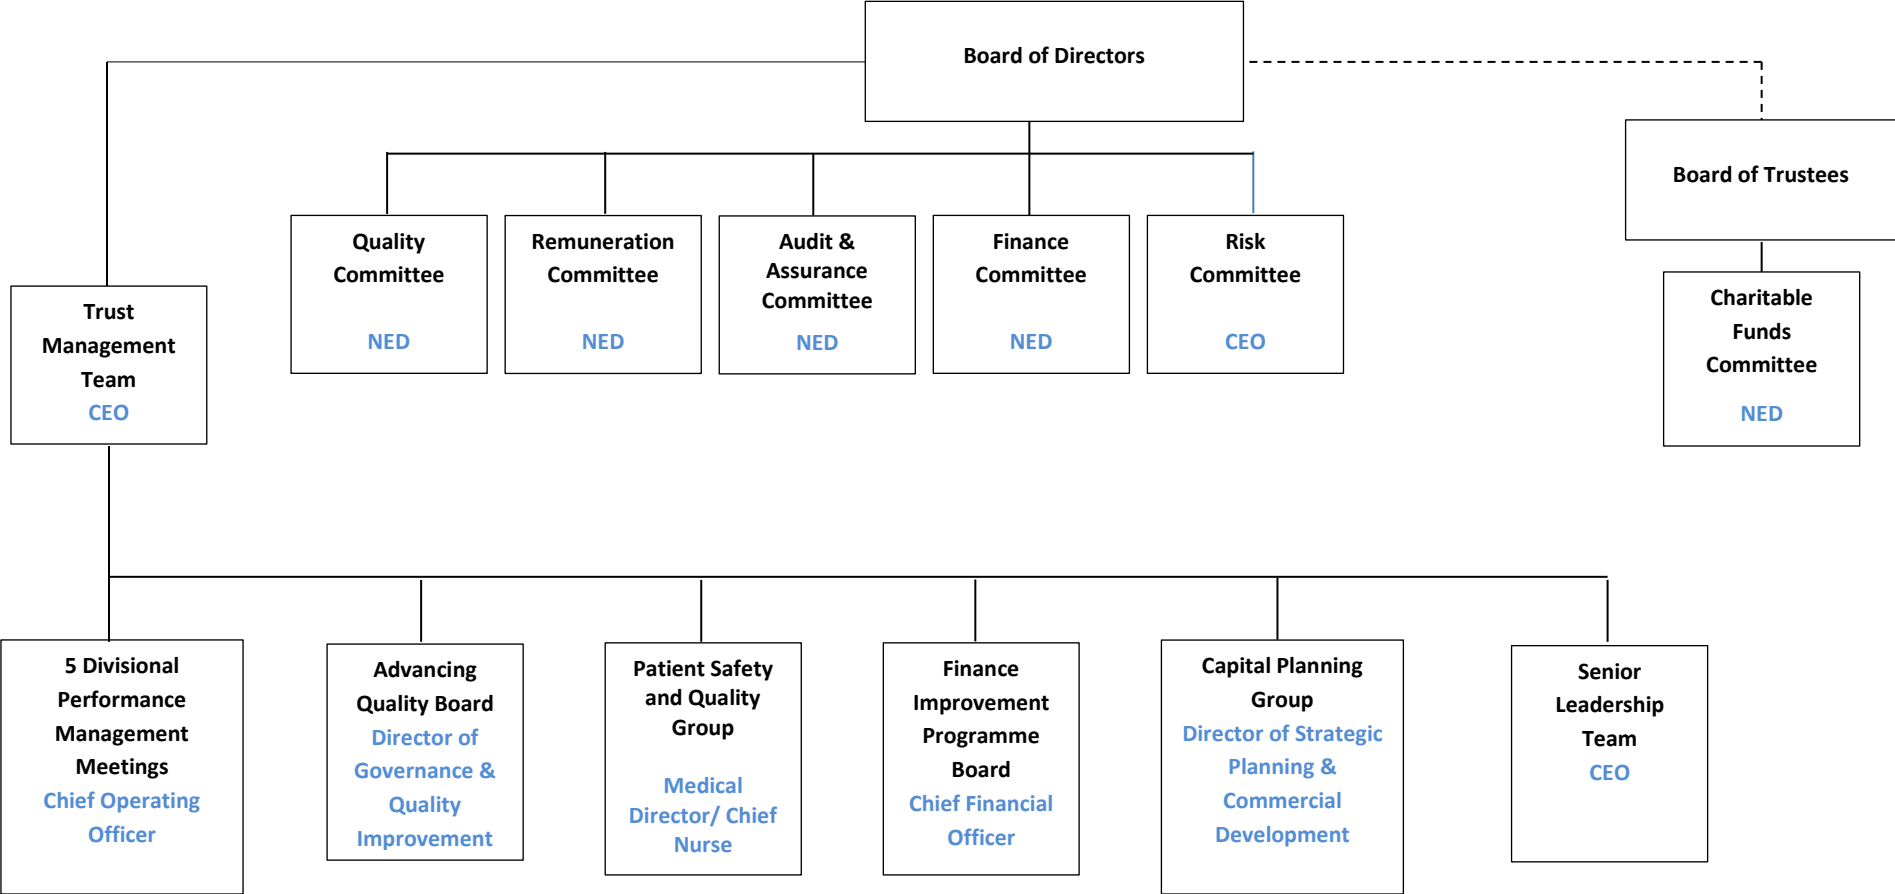 Board of Directors
Board of Trustees
Quality
Committee
NED
Remuneration
Committee
NED
Audit &
Assurance
Committee
NED
Finance
Committee
NED
Risk
Committee
CEO
Charitable
Funds
Committee
NED
Trust
Management
Team
CEO
5 Divisional
Performance
Management
Meetings
Chief Operating
Officer
Advancing
Quality Board
Director of
Governance &
Quality
Improvement
Patient Safety
and Quality
Group
Medical
Director/ Chief
Nurse
Finance
Improvement
Programme
Board
Chief Financial
Officer
Capital Planning
Group
Director of Strategic
Planning &
Commercial
Development
Senior
Leadership
Team
CEO